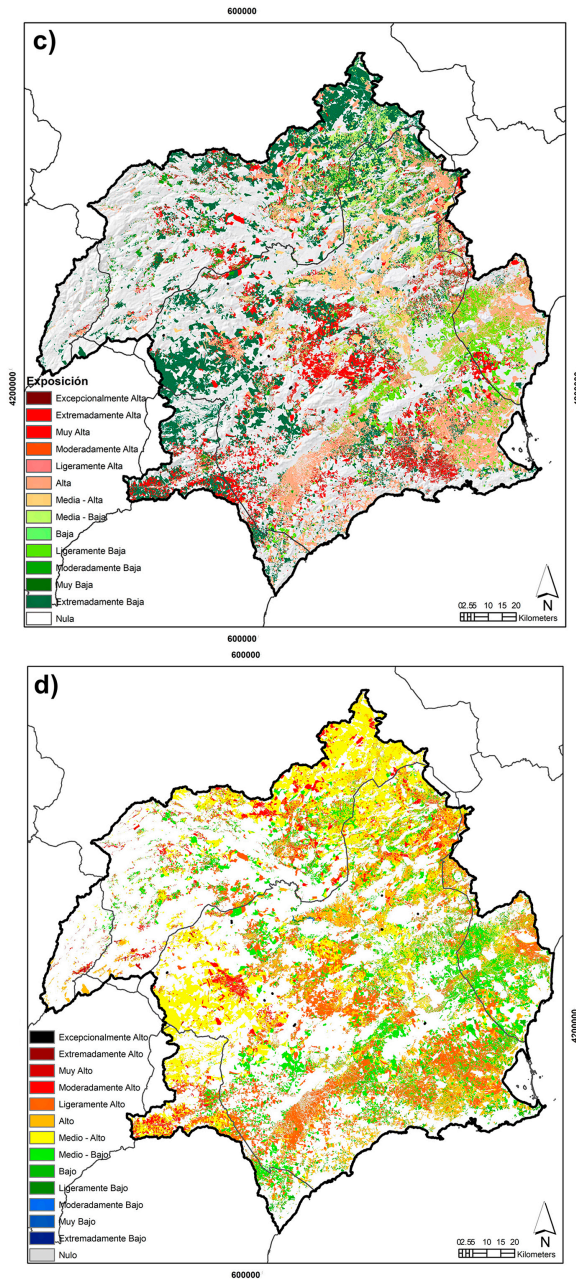 600000
c)
4200000
Exposición
Excepcionalmente Alta
Extremadamente Alta
Muy Alta
Moderadamente Alta
Ligeramente Alta
Alta
Media - Alta
Media - Baja
Baja
Ligeramente Baja
Moderadamente Baja
Muy Baja
Extremadamente Baja
Nula
N
02.55 10 15 20
Kilometers
600000
600000
d)
4200000
Excepcionalmente Alto
Extremadamente Alto
Muy Alto
Moderadamente Alto
Ligeramente Alto
Alto
Medio - Alto
Medio - Bajo
Bajo
Ligeramente Bajo
Moderadamente Bajo
Muy Bajo
Extremadamente Bajo
Nulo
N
02.55 10 15 20
Kilometers
600000